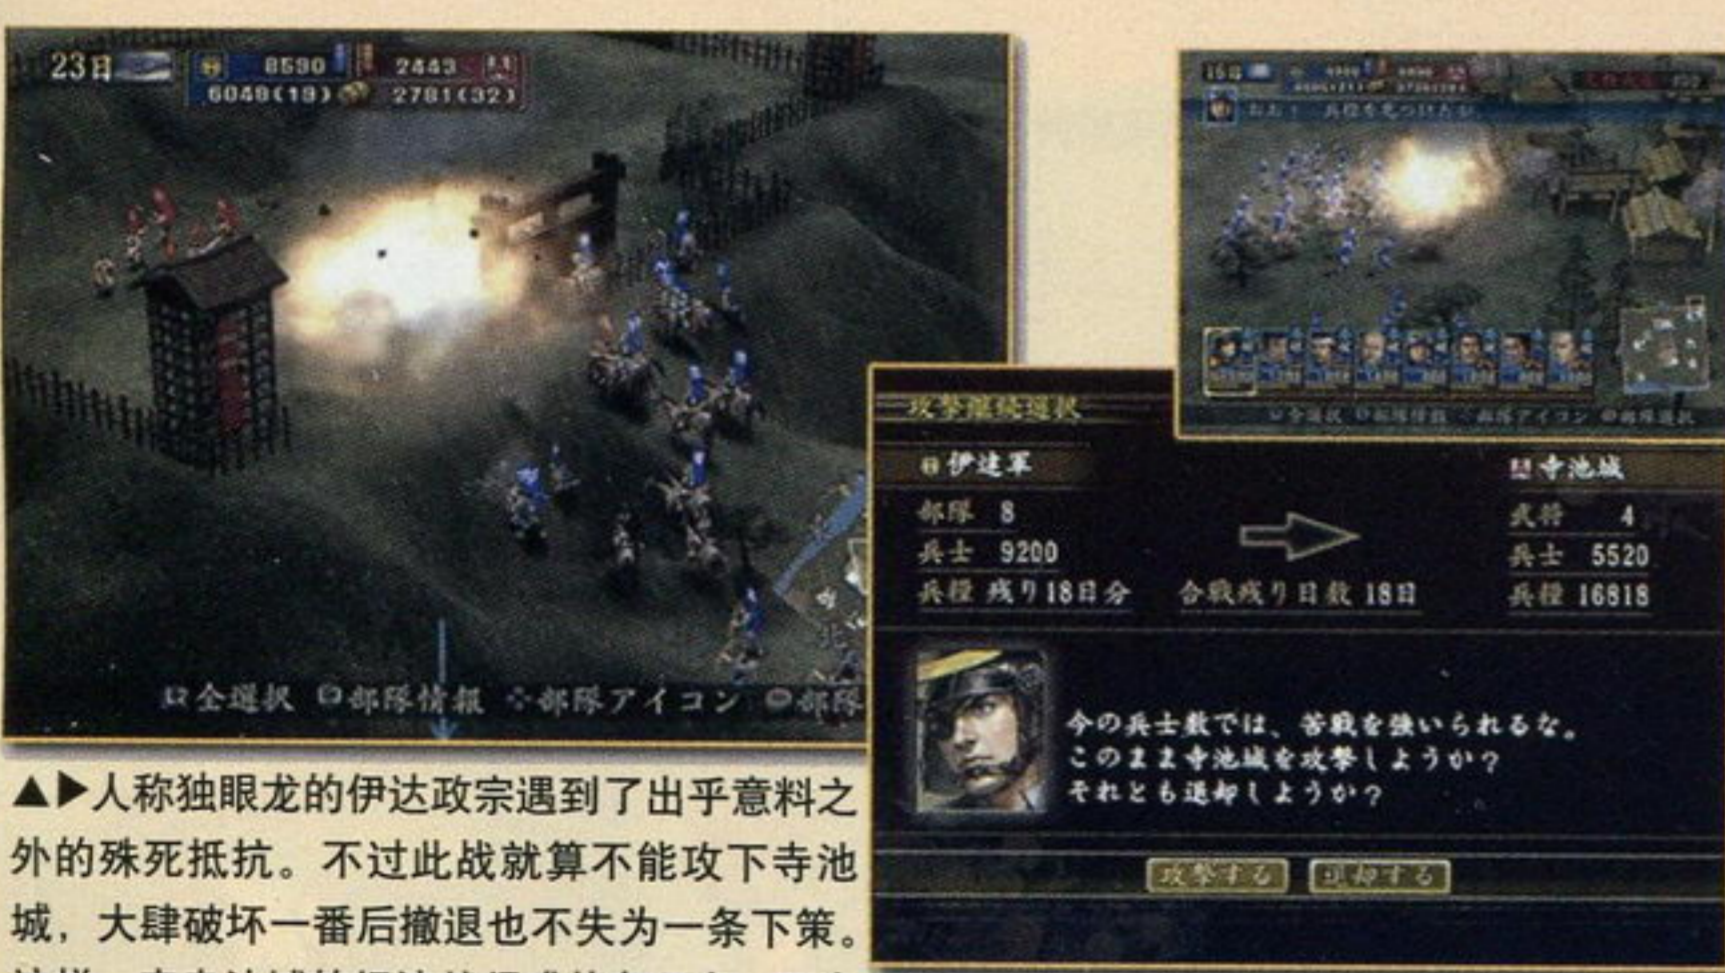 23日 8590 2443
6048(19) 2781(32)
口全選択 部隊情報 部隊アイコン 部隊
攻撃継続選択
伊達軍 寺池城
部隊 8 武将 4
兵士 9200 兵士 5520
兵糧 残り18日分 合戦残り日数 18日 兵糧 16818
今の兵士数では、苦戦を強いられるな。
このまま寺池城を攻撃しようか?
それとも退却しようか?
攻撃する 退却する
▲▶人称独眼龙的伊达政宗遇到了出乎意料之
外的殊死抵抗。不过此战就算不能攻下寺池
城，大肆破坏一番后撤退也不失为一条下策。